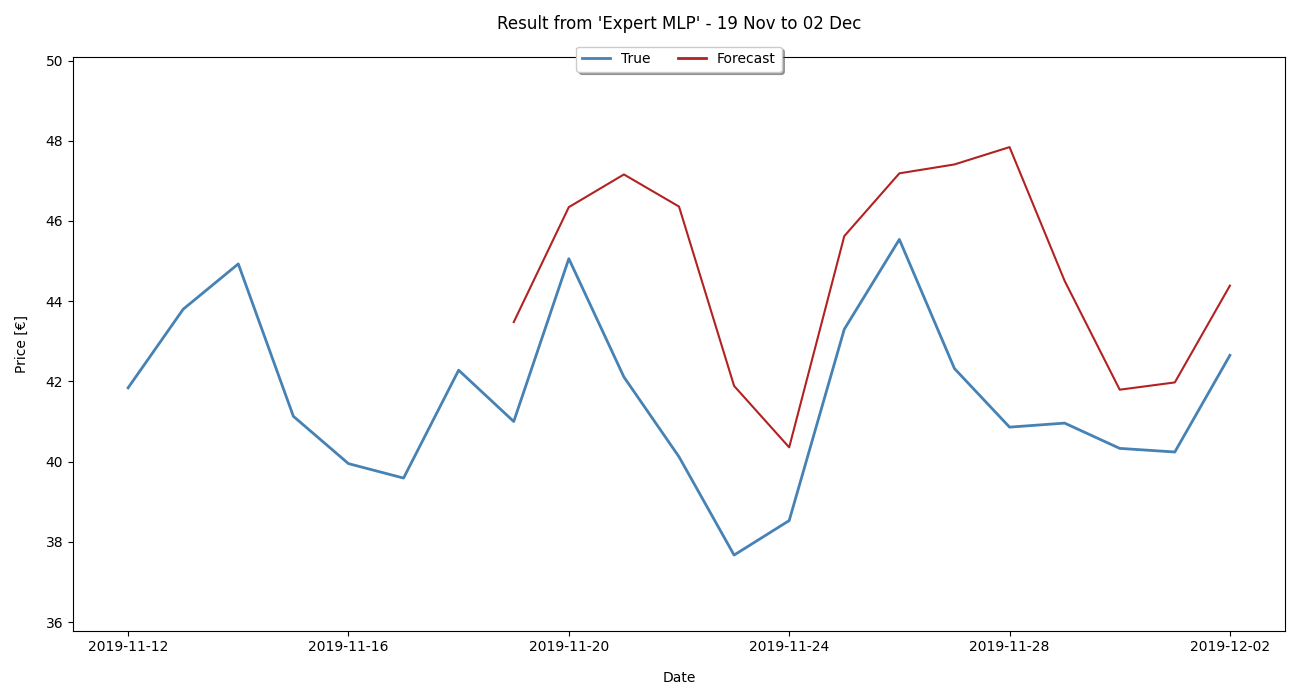 Result from 'Expert MLP' - 19 Nov to 02 Dec
True
Forecast
50
48
46
44
42
40
38
36
Price [€]
2019-11-12
2019-11-16
2019-11-20
2019-11-24
2019-11-28
2019-12-02
Date